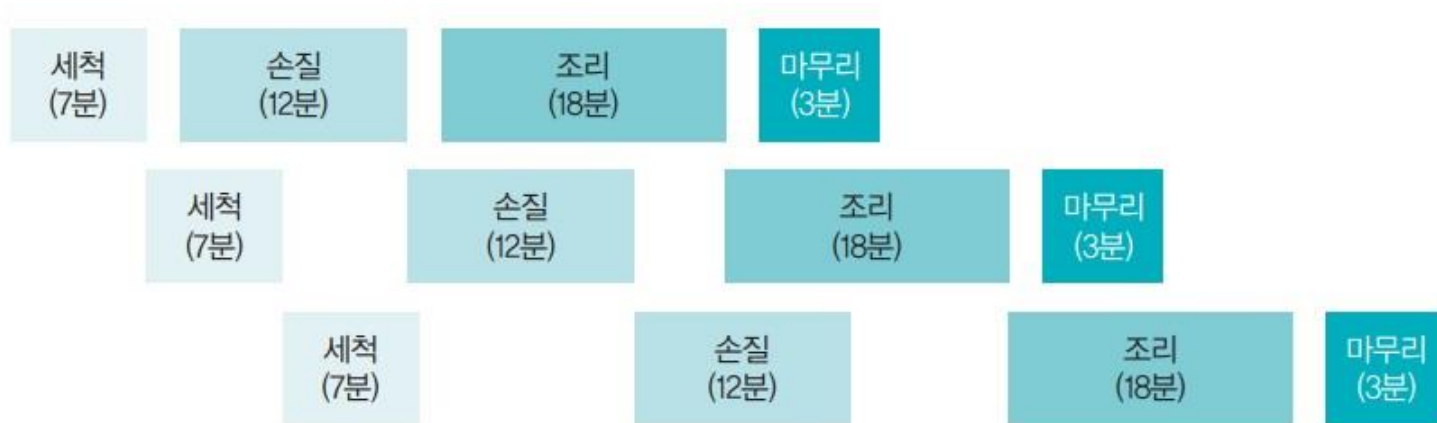 세척
(7분)
손질
(12분)
조리
(18분)
마무리
(3분)
세척
(7분)
손질
(12분)
조리
(18분)
마무리
(3분)
세척
(7분)
손질
(12분)
조리
(18분)
마무리
(3분)